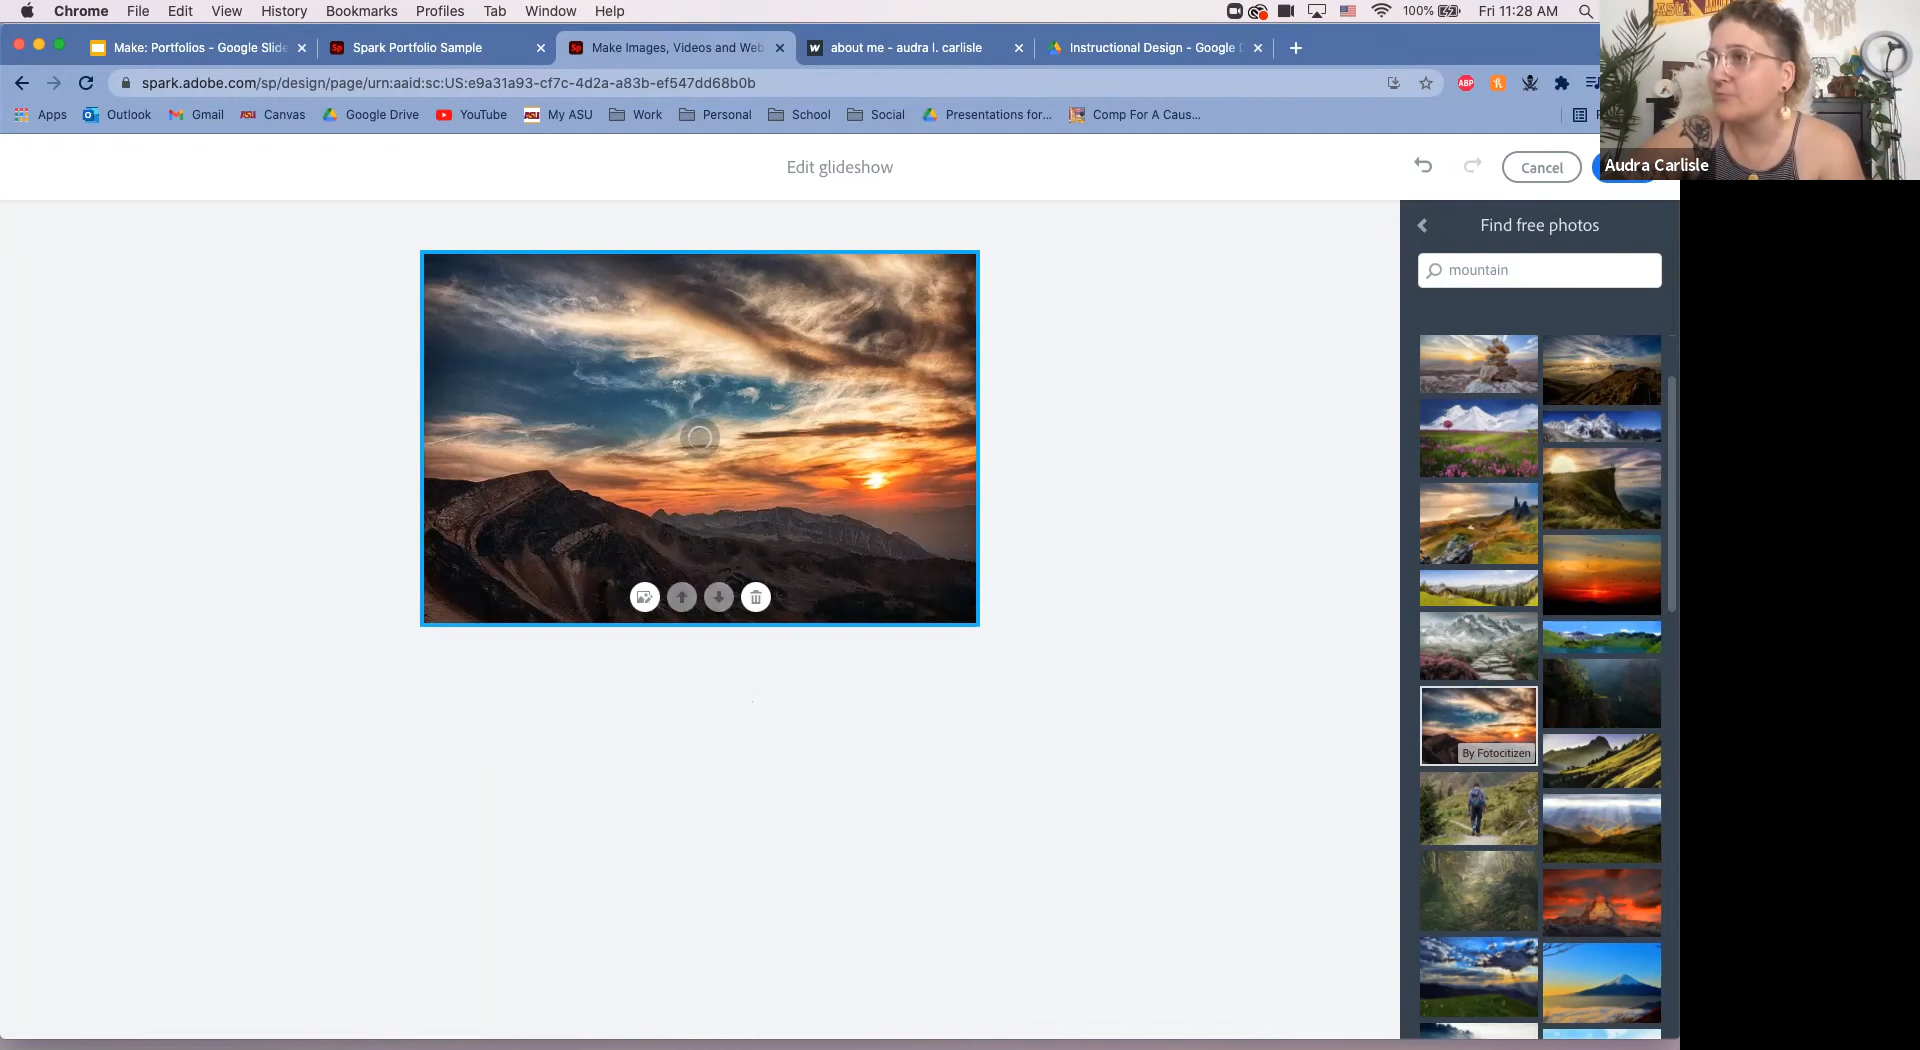 Chrome File Edit View History Bookmarks Profiles Tab Window Help 100% Fri 11:28 AM
Make: Portfolios - Google Slide Spark Portfolio Sample Make Images, Videos and Web about me - audra l. carlisle Instructional Design - Google D
spark.adobe.com/sp/design/page/urn:aaid:sc:US:e9a31a93-cf7c-4d2a-a83b-ef547dd68b0b ABP
Apps Outlook Gmail Canvas Google Drive YouTube My ASU Work Personal School Social Presentations for... Comp For A Caus...
Edit glideshow Cancel
Audra Carlisle
Find free photos
mountain
By Fotocitizen